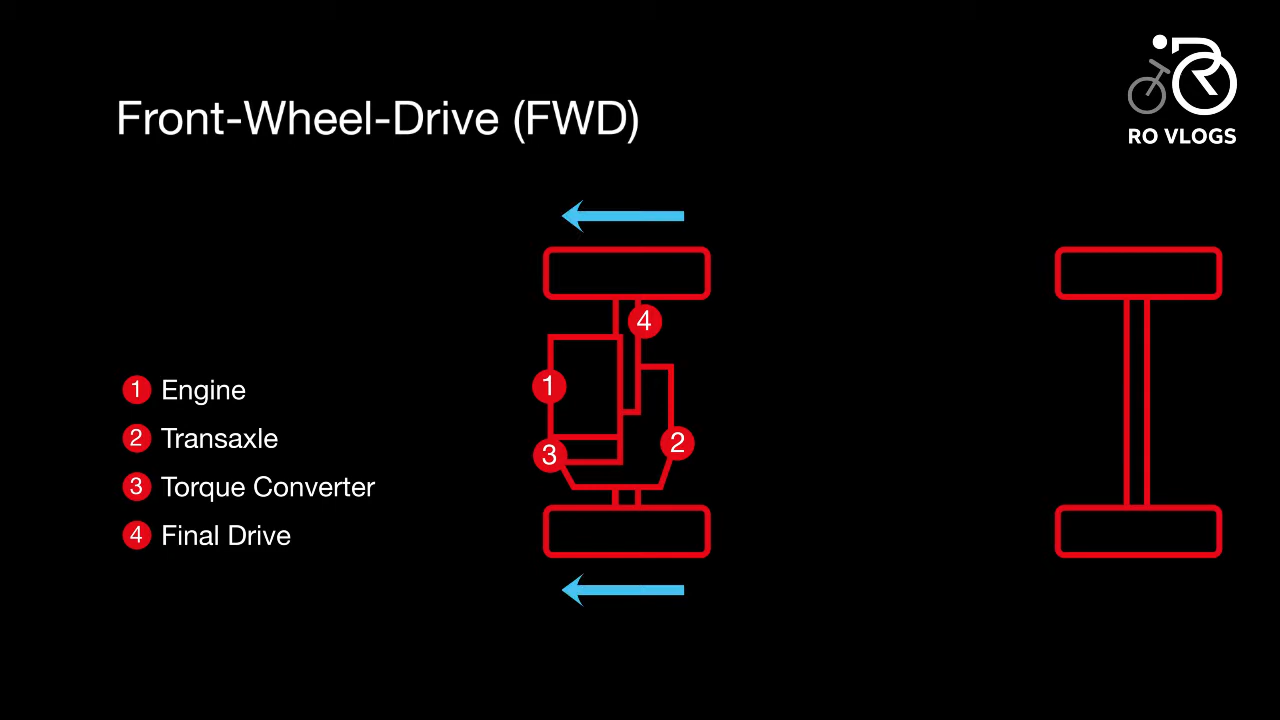 RO VLOGS
Front-Wheel-Drive (FWD)
4
1
3
2
1 Engine
2 Transaxle
3 Torque Converter
4 Final Drive